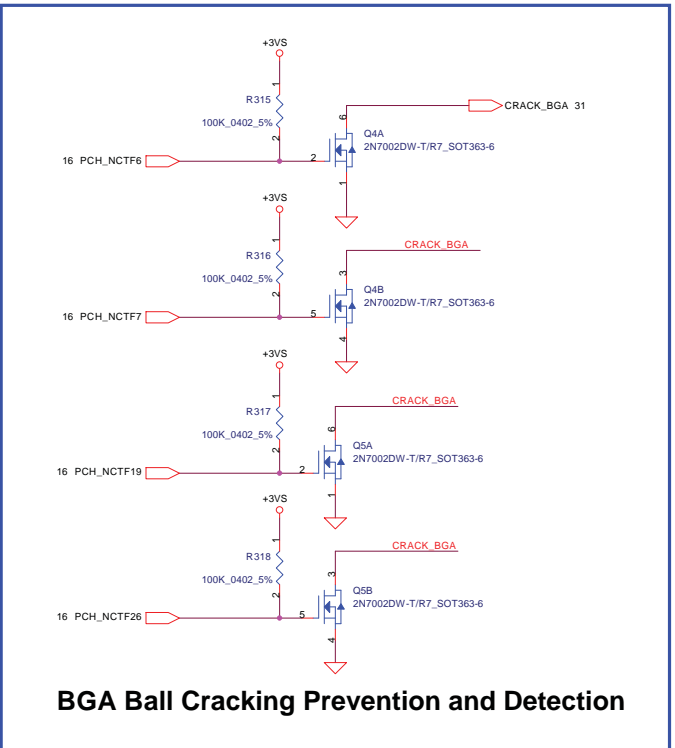 +3VS
1
R315
100K_0402_5%
2
16 PCH_NCTF6
2
6
Q4A
2N7002DW-T/R7_SOT363-6
1
CRACK_BGA 31
+3VS
1
R316
100K_0402_5%
2
16 PCH_NCTF7
5
CRACK_BGA
3
Q4B
2N7002DW-T/R7_SOT363-6
4
+3VS
1
R317
100K_0402_5%
2
16 PCH_NCTF19
2
CRACK_BGA
6
Q5A
2N7002DW-T/R7_SOT363-6
1
+3VS
1
R318
100K_0402_5%
2
16 PCH_NCTF26
5
CRACK_BGA
3
Q5B
2N7002DW-T/R7_SOT363-6
4
BGA Ball Cracking Prevention and Detection